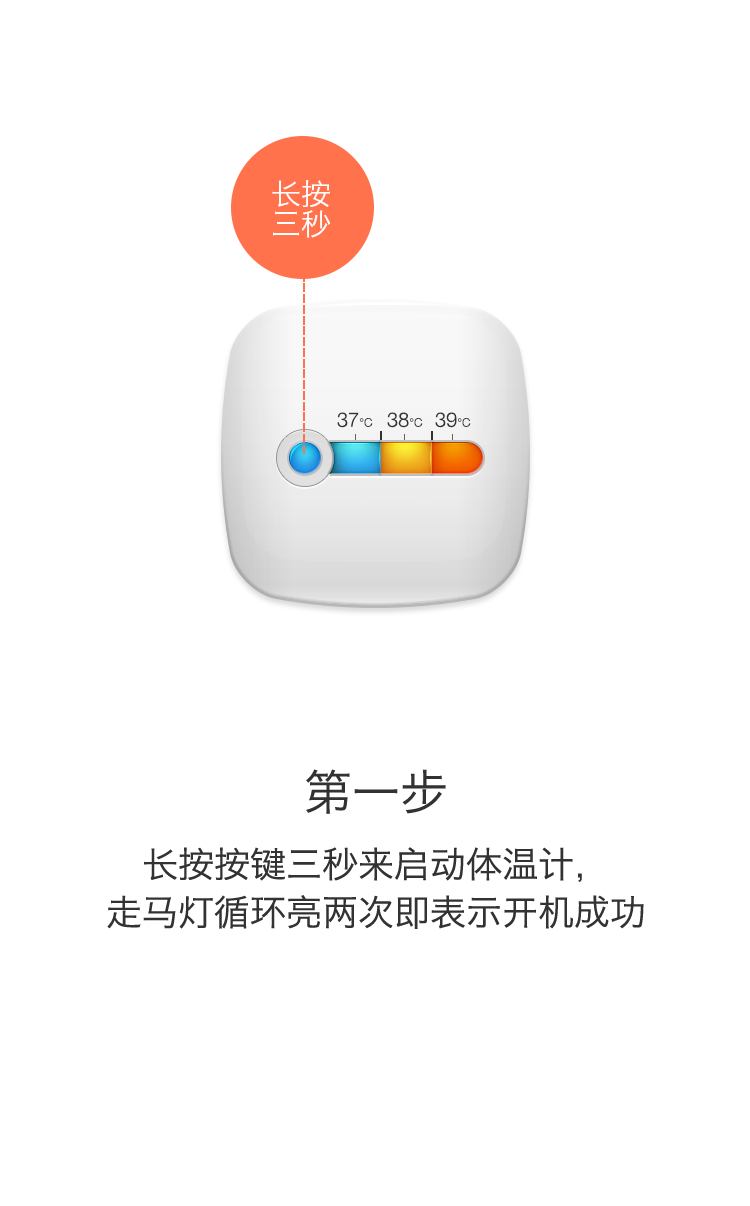 长按
三秒
37℃ 38℃ 39℃
第一步
长按按键三秒来启动体温计，
走马灯循环亮两次即表示开机成功